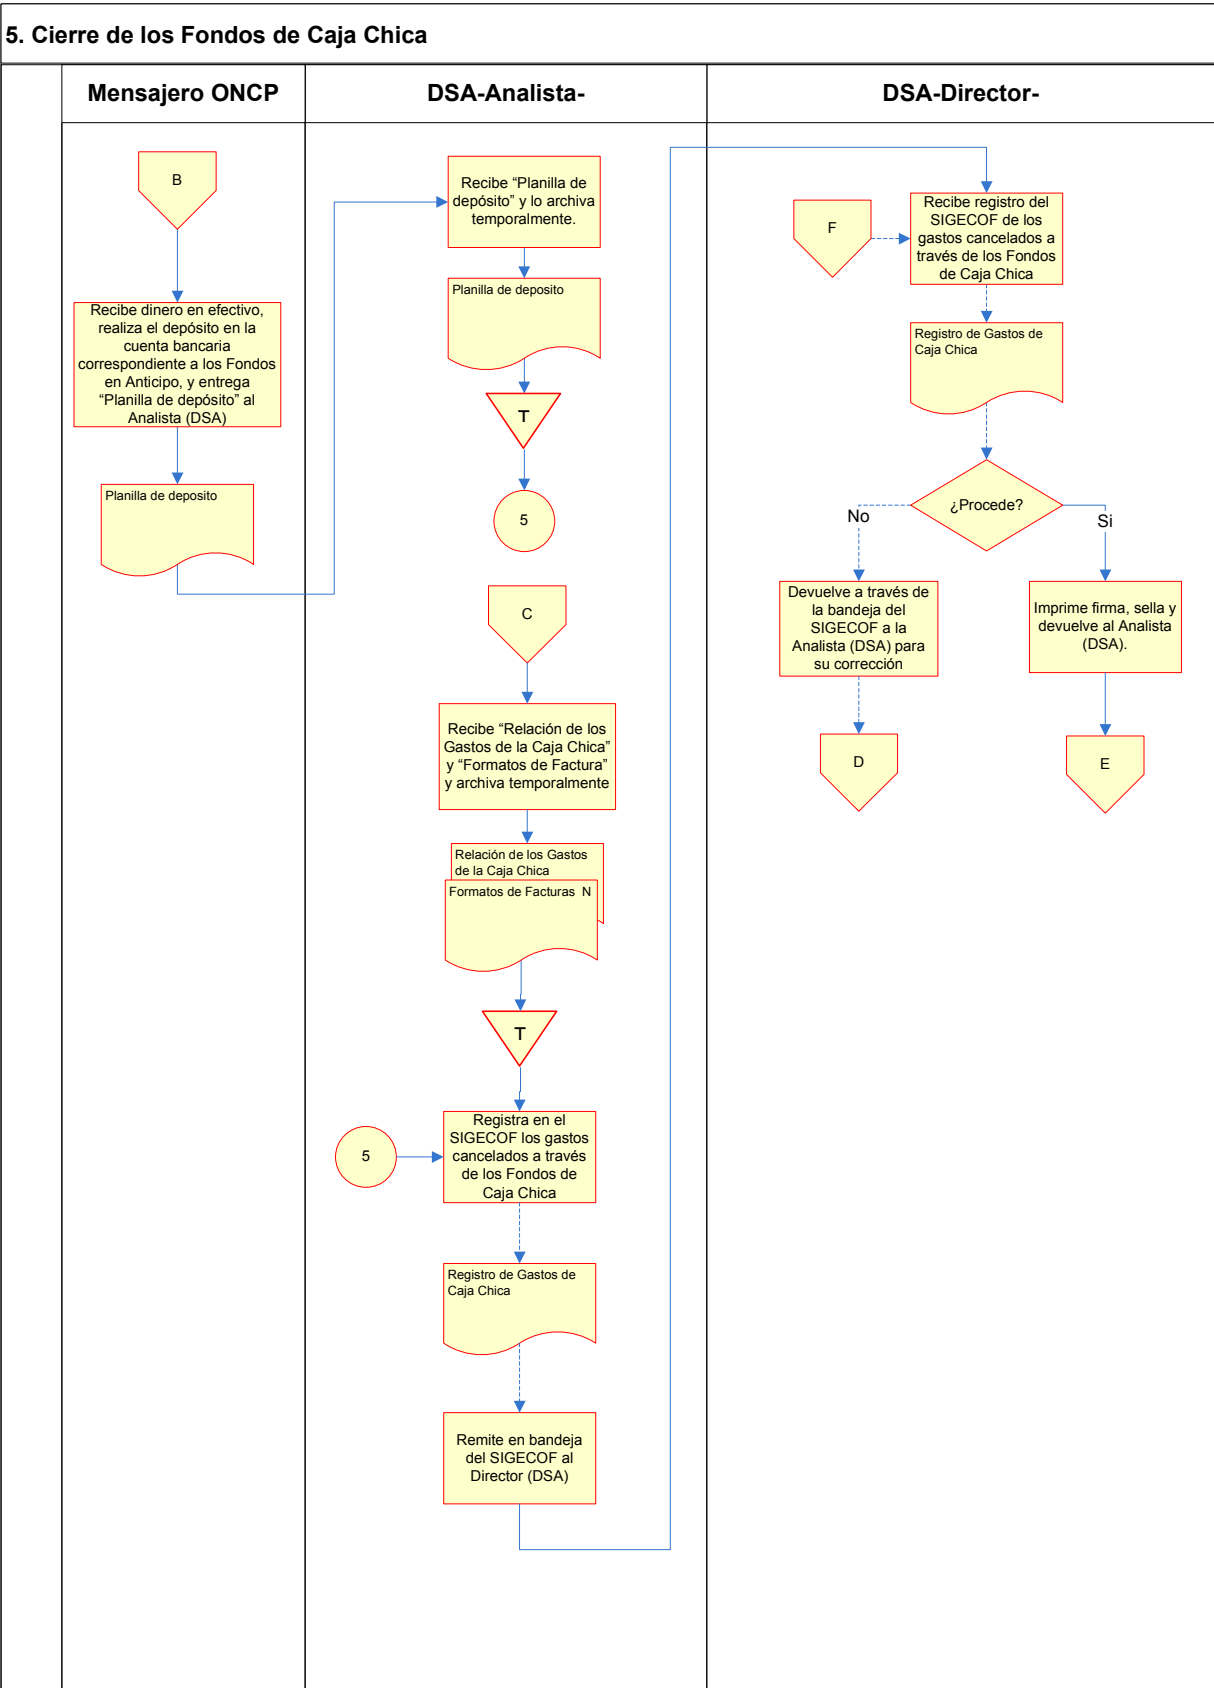 5. Cierre de los Fondos de Caja Chica
Mensajero ONCP
DSA-Analista-
DSA-Director-
B
Recibe dinero en efectivo,
realiza el depósito en la
cuenta bancaria
correspondiente a los Fondos
en Anticipo, y entrega
“Planilla de depósito” al
Analista (DSA)
Planilla de deposito
Recibe “Planilla de
depósito” y lo archiva
temporalmente.
Planilla de deposito
T
5
C
Recibe “Relación de los
Gastos de la Caja Chica”
y “Formatos de Factura”
y archiva temporalmente
Relación de los Gastos
de la Caja Chica
Formatos de Facturas N
T
5
Registra en el
SIGECOF los gastos
cancelados a través
de los Fondos de
Caja Chica
Registro de Gastos de
Caja Chica
Remite en bandeja
del SIGECOF al
Director (DSA)
F
Recibe registro del
SIGECOF de los
gastos cancelados a
través de los Fondos
de Caja Chica
Registro de Gastos de
Caja Chica
¿Procede?
No
Si
Devuelve a través de
la bandeja del
SIGECOF a la
Analista (DSA) para
su corrección
Imprime firma, sella y
devuelve al Analista
(DSA).
D
E